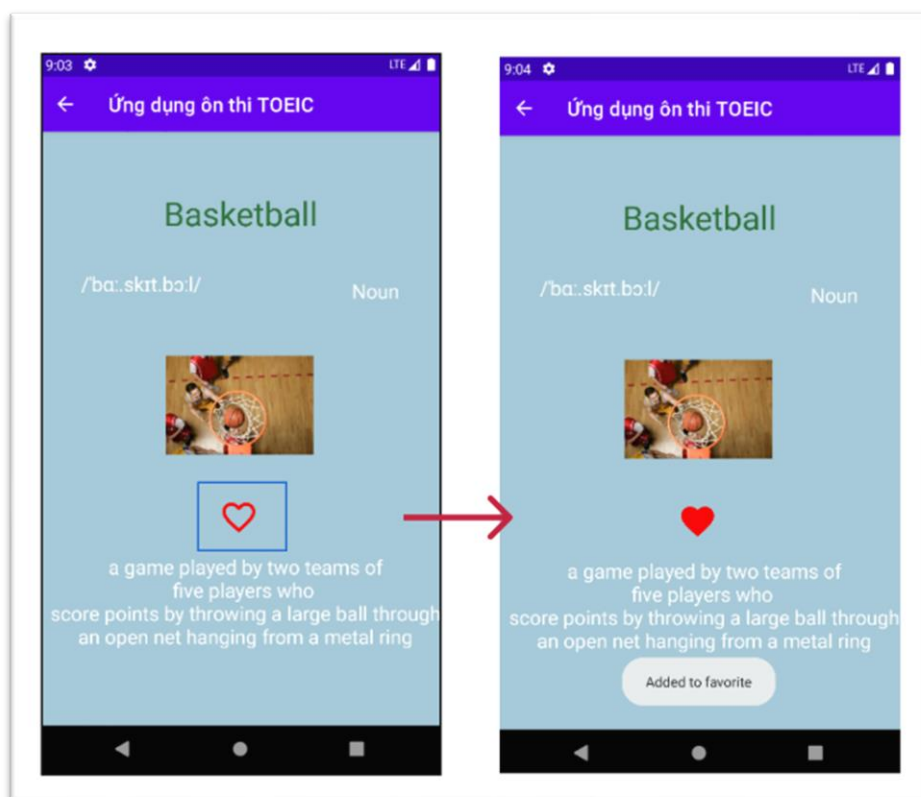 9:03 LTE
Ứng dụng ôn thi TOEIC
Basketball
/ˈbɑː.skɪt.bɔːl/
Noun
a game played by two teams of
five players who
score points by throwing a large ball through
an open net hanging from a metal ring
9:04 LTE
Ứng dụng ôn thi TOEIC
Basketball
/ˈbɑː.skɪt.bɔːl/
Noun
a game played by two teams of
five players who
score points by throwing a large ball through
an open net hanging from a metal ring
Added to favorite